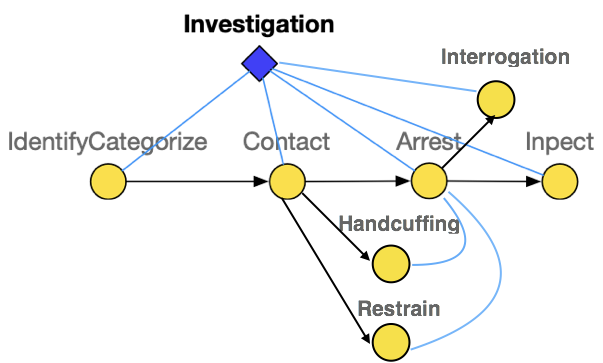 Investigation
Interrogation
IdentifyCategorize Contact Arrest Inpect
Handcuffing
Restrain